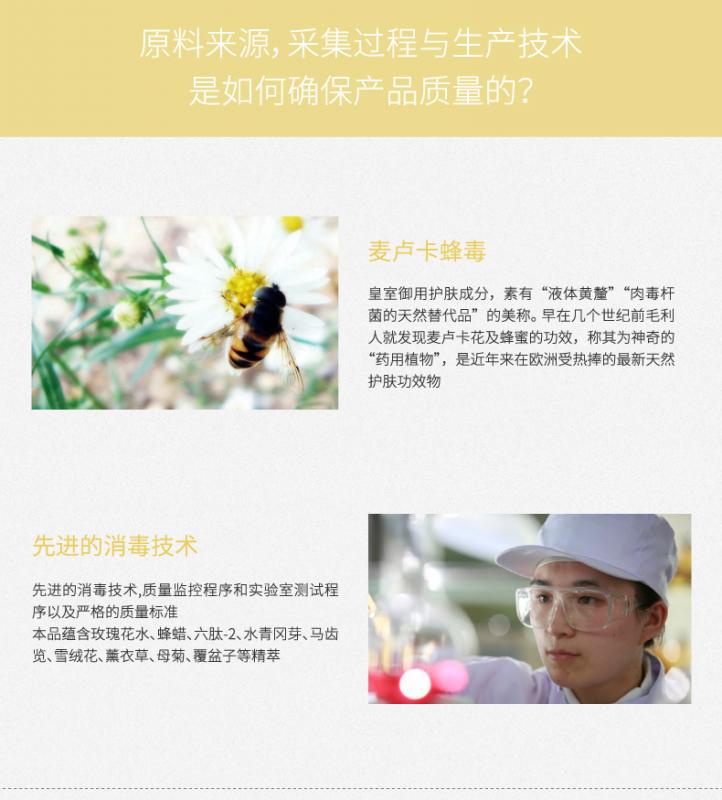 原料来源，采集过程与生产技术
是如何确保产品质量的？
麦卢卡蜂毒
皇室御用护肤成分，素有“液体黄釐”“肉毒杆
菌的天然替代品”的美称。早在几个世纪前毛利
人就发现麦卢卡花及蜂蜜的功效，称其为神奇的
“药用植物”，是近年来在欧洲受热捧的最新天然
护肤功效物
先进的消毒技术
先进的消毒技术,质量监控程序和实验室测试程
序以及严格的质量标准
本品蕴含玫瑰花水、蜂蜡、六肽-2、水青冈芽、马齿
览、雪绒花、薰衣草、母菊、覆盆子等精萃